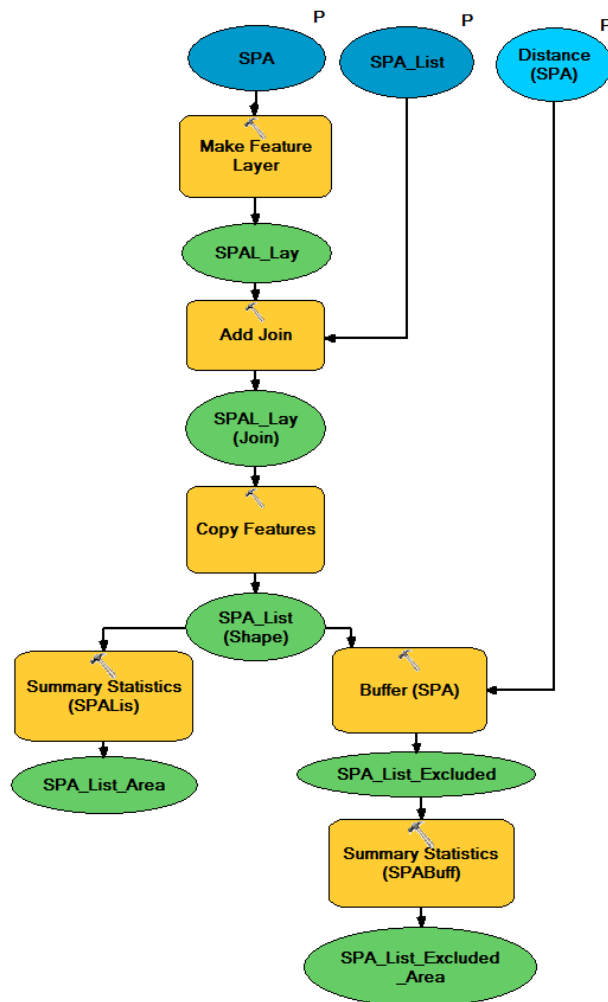 P
P
P
SPA
SPA_List
Distance
(SPA)
Make Feature
Layer
SPAL_Lay
Add Join
SPAL_Lay
(Join)
Copy Features
SPA_List
(Shape)
Summary Statistics
(SPALis)
Buffer (SPA)
SPA_List_Area
SPA_List_Excluded
Summary Statistics
(SPABuff)
SPA_List_Excluded
_Area